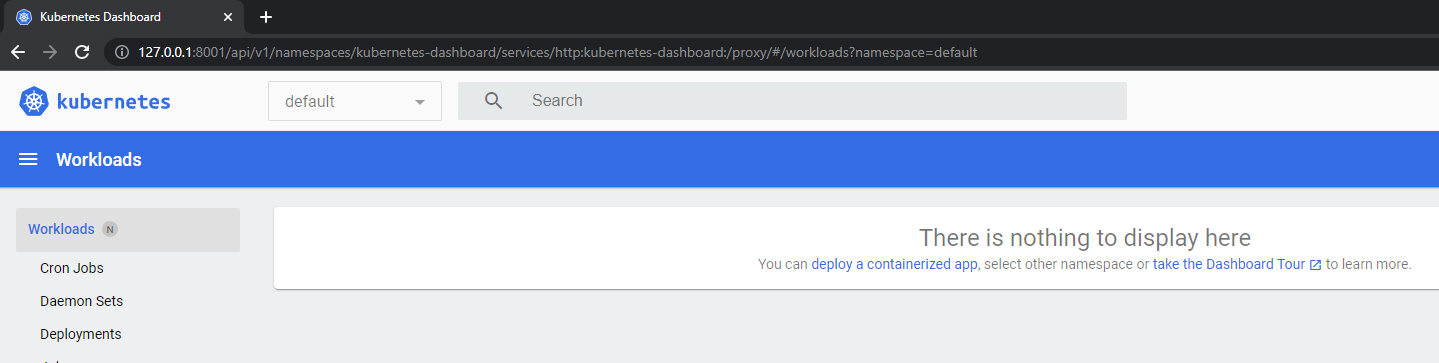 Kubernetes Dashboard
127.0.0.1:8001/api/v1/namespaces/kubernetes-dashboard/services/http:kubernetes-dashboard:/proxy/#/workloads?namespace=default
kubernetes
default
Search
Workloads
Workloads N
There is nothing to display here
You can deploy a containerized app, select other namespace or take the Dashboard Tour to learn more.
Cron Jobs
Daemon Sets
Deployments